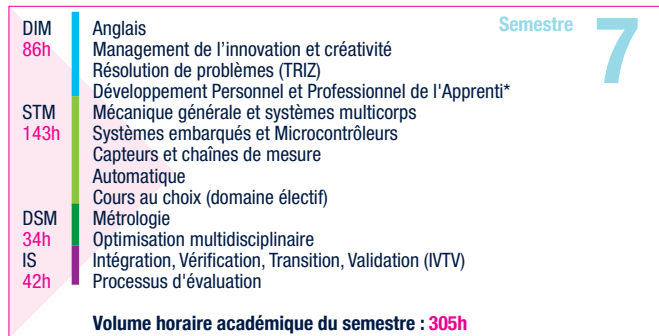 DIM Anglais Semestre 7
86h Management de l'innovation et créativité
Résolution de problèmes (TRIZ)
Développement Personnel et Professionnel de l'Apprenti*
STM Mécanique générale et systèmes multicorps
143h Systèmes embarqués et Microcontrôleurs
Capteurs et chaînes de mesure
Automatique
Cours au choix (domaine électif)
DSM Métrologie
34h Optimisation multidisciplinaire
IS Intégration, Vérification, Transition, Validation (IVTV)
42h Processus d'évaluation
Volume horaire académique du semestre : 305h